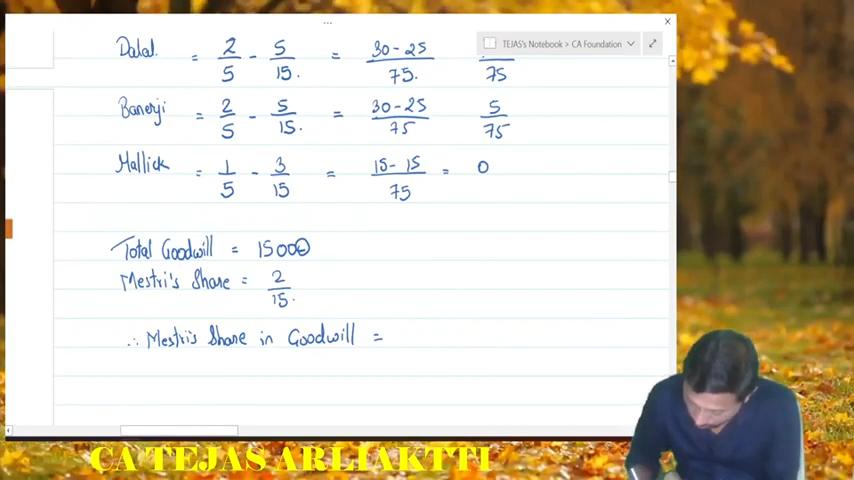 TEJAS's Notebook > CA Foundation
Dalal = 2/5 - 5/15 = 30-25/75 /75
Banerji = 2/5 - 5/15 = 30-25/75 5/75
Mallick = 1/5 - 3/15 = 15-15/75 = 0
Total Goodwill = 15000
Mestri's Share = 2/15
∴ Mestri's Share in Goodwill =
CA TEJAS ARLIAKTTI